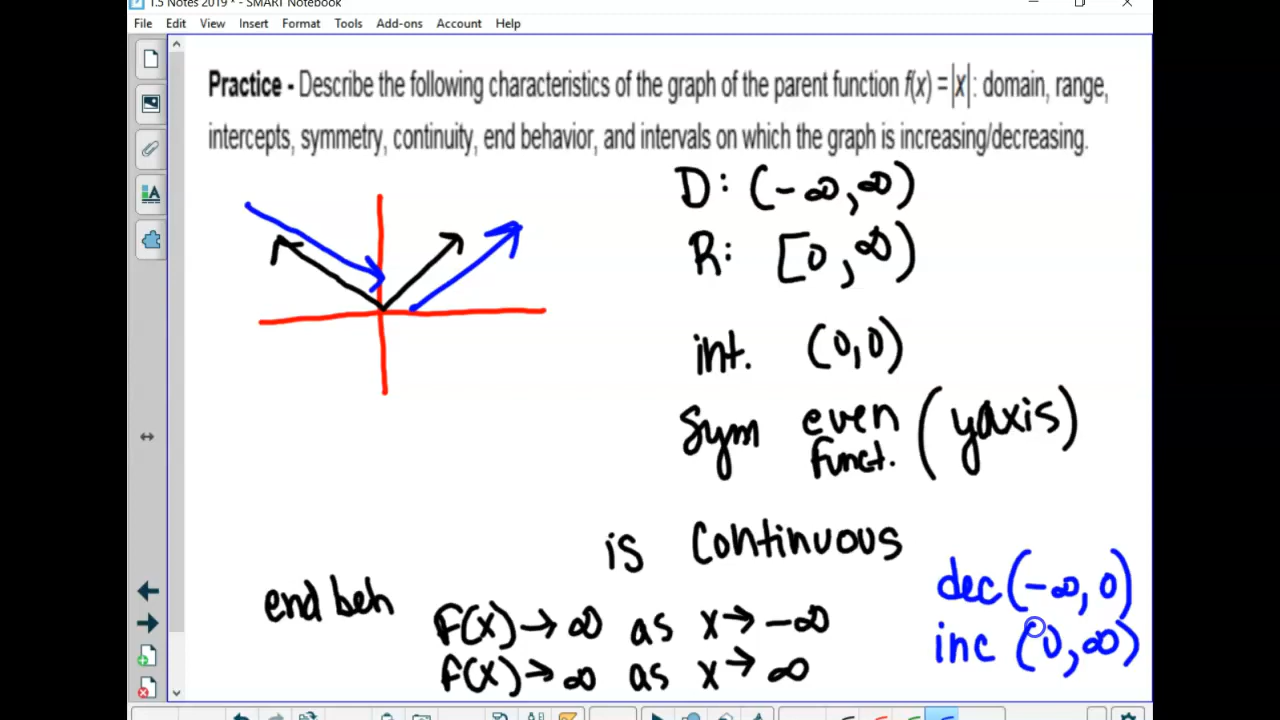 1.5 Notes 2019 * - SMART Notebook
File Edit View Insert Format Tools Add-ons Account Help
Practice - Describe the following characteristics of the graph of the parent function f(x) = |x| : domain, range,
intercepts, symmetry, continuity, end behavior, and intervals on which the graph is increasing/decreasing.
D: (-∞,∞)
R: [0,∞)
int. (0,0)
Sym even funct. (yaxis)
is Continuous
end beh
f(x)→∞ as x→-∞
f(x)→∞ as x→∞
dec(-∞,0)
inc (0,∞)